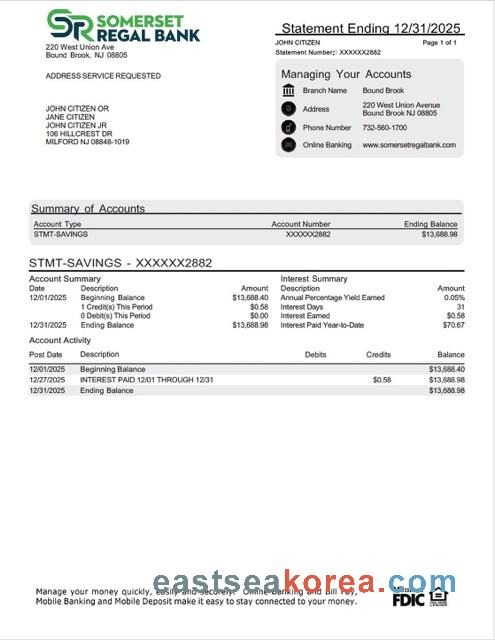 SOMERSET
REGAL BANK
220 West Union Ave
Bound Brook, NJ 08805
ADDRESS SERVICE REQUESTED
JOHN CITIZEN OR
JANE CITIZEN
JOHN CITIZEN JR
106 HILLCREST DR
MILFORD NJ 08848-1019
Statement Ending 12/31/2025
JOHN CITIZEN Page 1 of 1
Statement Number: XXXXXX2882
Managing Your Accounts
Branch Name Bound Brook
Address 220 West Union Avenue
Bound Brook NJ 08805
Phone Number 732-560-1700
Online Banking www.somersetregalbank.com
Summary of Accounts
Account Type Account Number Ending Balance
STMT-SAVINGS XXXXXX2882 $13,688.98
STMT-SAVINGS - XXXXXX2882
Account Summary Interest Summary
Date Description Amount Description Amount
12/01/2025 Beginning Balance $13,688.40 Annual Percentage Yield Earned 0.05%
1 Credit(s) This Period $0.58 Interest Days 31
0 Debit(s) This Period $0.00 Interest Earned $0.58
12/31/2025 Ending Balance $13,688.98 Interest Paid Year-to-Date $70.67
Account Activity
Post Date Description Debits Credits Balance
12/01/2025 Beginning Balance $13,688.40
12/27/2025 INTEREST PAID 12/01 THROUGH 12/31 $0.58 $13,688.98
12/31/2025 Ending Balance $13,688.98
eastseakorea.com
Manage your money quickly, easily and securely. Online Banking and Bill Pay,
Mobile Banking and Mobile Deposit make it easy to stay connected to your money.
FDIC